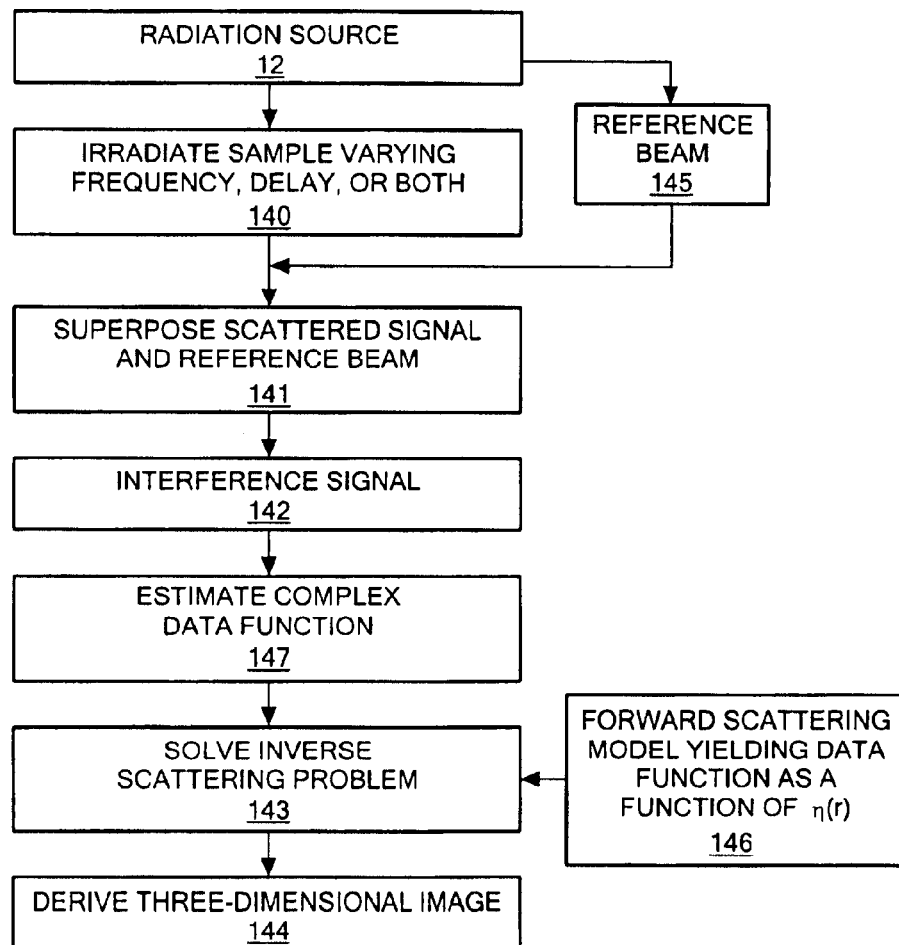 RADIATION SOURCE
12
IRRADIATE SAMPLE VARYING
FREQUENCY, DELAY, OR BOTH
140
REFERENCE
BEAM
145
SUPERPOSE SCATTERED SIGNAL
AND REFERENCE BEAM
141
INTERFERENCE SIGNAL
142
ESTIMATE COMPLEX
DATA FUNCTION
147
SOLVE INVERSE
SCATTERING PROBLEM
143
FORWARD SCATTERING
MODEL YIELDING DATA
FUNCTION AS A
FUNCTION OF η(r)
146
DERIVE THREE-DIMENSIONAL IMAGE
144